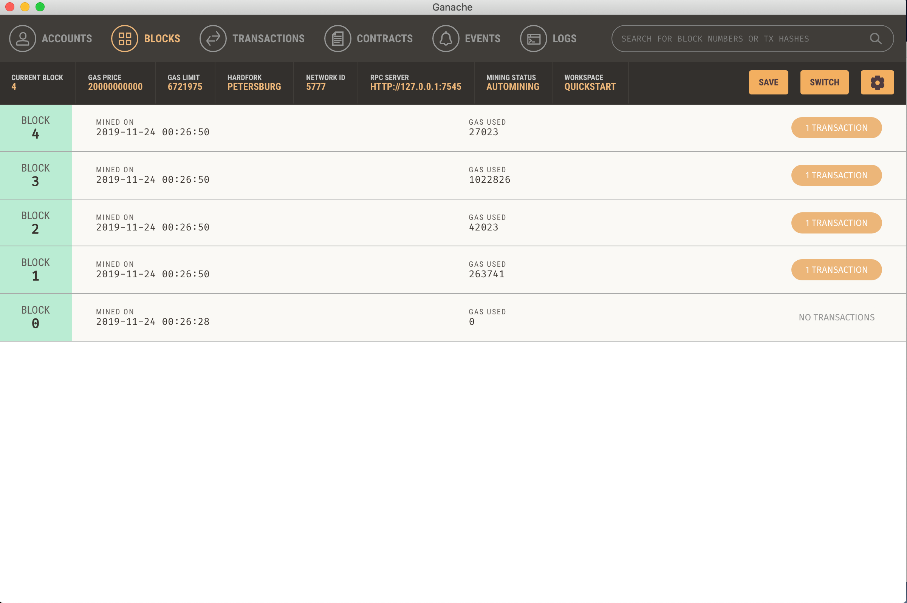 Ganache
ACCOUNTS BLOCKS TRANSACTIONS CONTRACTS EVENTS LOGS SEARCH FOR BLOCK NUMBERS OR TX HASHES
CURRENT BLOCK GAS PRICE GAS LIMIT HARDFORK NETWORK ID RPC SERVER MINING STATUS WORKSPACE
4 20000000000 6721975 PETERSBURG 5777 HTTP://127.0.0.1:7545 AUTOMINING QUICKSTART SAVE SWITCH
BLOCK MINED ON GAS USED
4 2019-11-24 00:26:50 27023 1 TRANSACTION
BLOCK MINED ON GAS USED
3 2019-11-24 00:26:50 1022826 1 TRANSACTION
BLOCK MINED ON GAS USED
2 2019-11-24 00:26:50 42023 1 TRANSACTION
BLOCK MINED ON GAS USED
1 2019-11-24 00:26:50 263741 1 TRANSACTION
BLOCK MINED ON GAS USED
0 2019-11-24 00:26:28 0 NO TRANSACTIONS